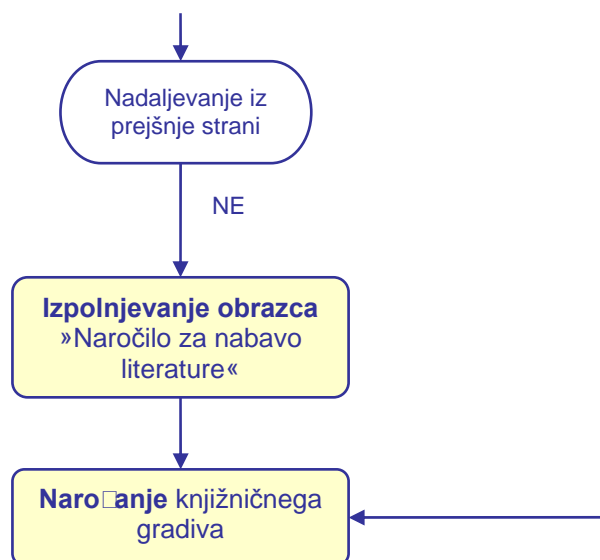 Nadaljevanje iz
prejšnje strani
NE
Izpolnjevanje obrazca
»Naročilo za nabavo
literature«
Naro□anje knjižničnega
gradiva